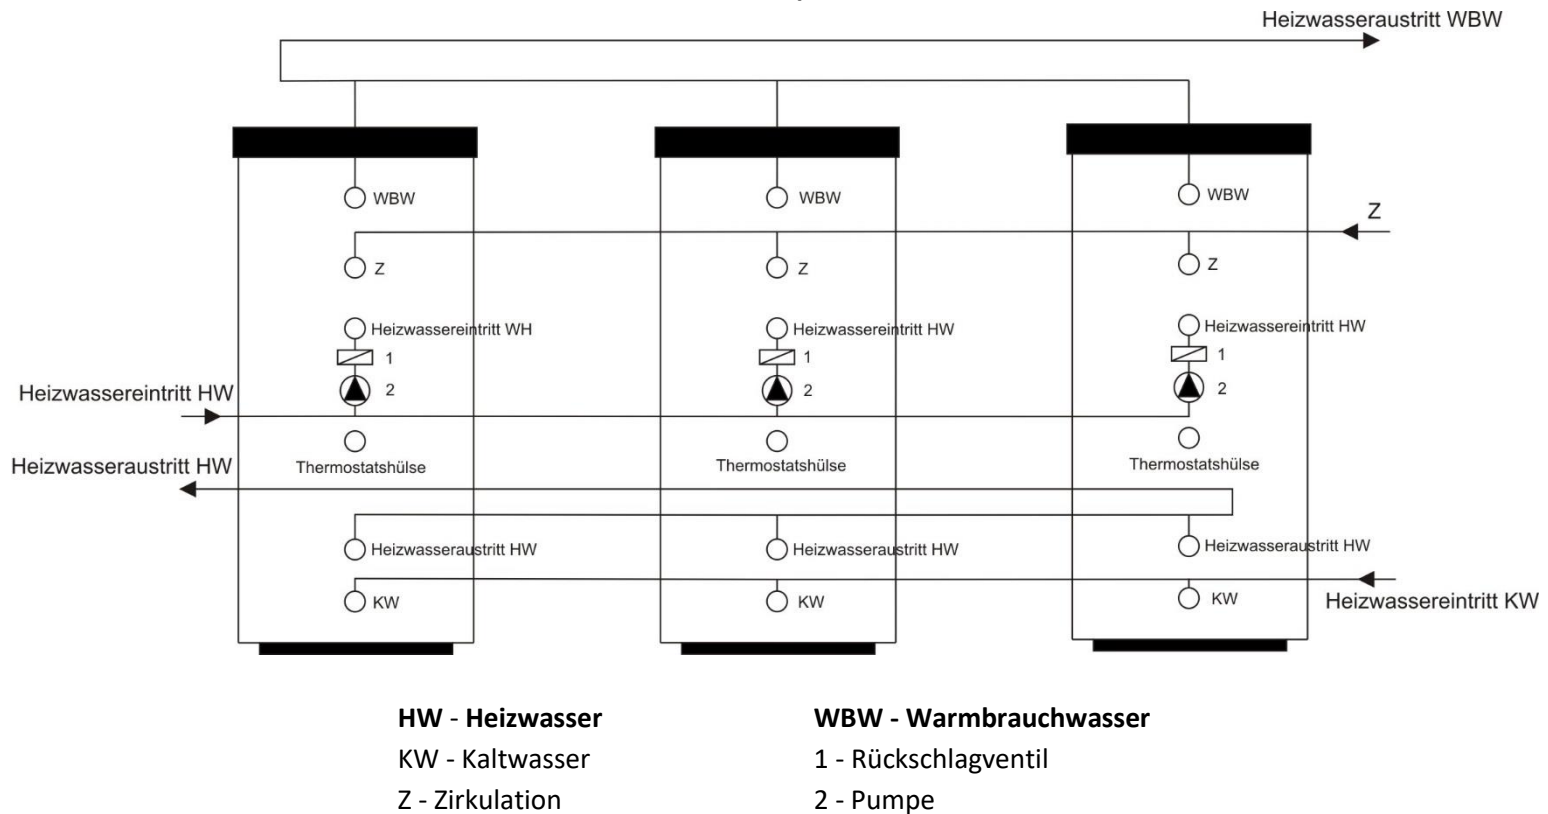 Heizwasseraustritt WBW
WBW
WBW
WBW
Z
Z
Z
Z
Heizwassereintritt WH
Heizwassereintritt HW
Heizwassereintritt HW
1
1
1
Heizwassereintritt HW
2
2
2
Heizwasseraustritt HW
Thermostatshülse
Thermostatshülse
Thermostatshülse
Heizwasseraustritt HW
Heizwasseraustritt HW
Heizwasseraustritt HW
KW
KW
KW
Heizwassereintritt KW
HW - Heizwasser
WBW - Warmbrauchwasser
KW - Kaltwasser
1 - Rückschlagventil
Z - Zirkulation
2 - Pumpe